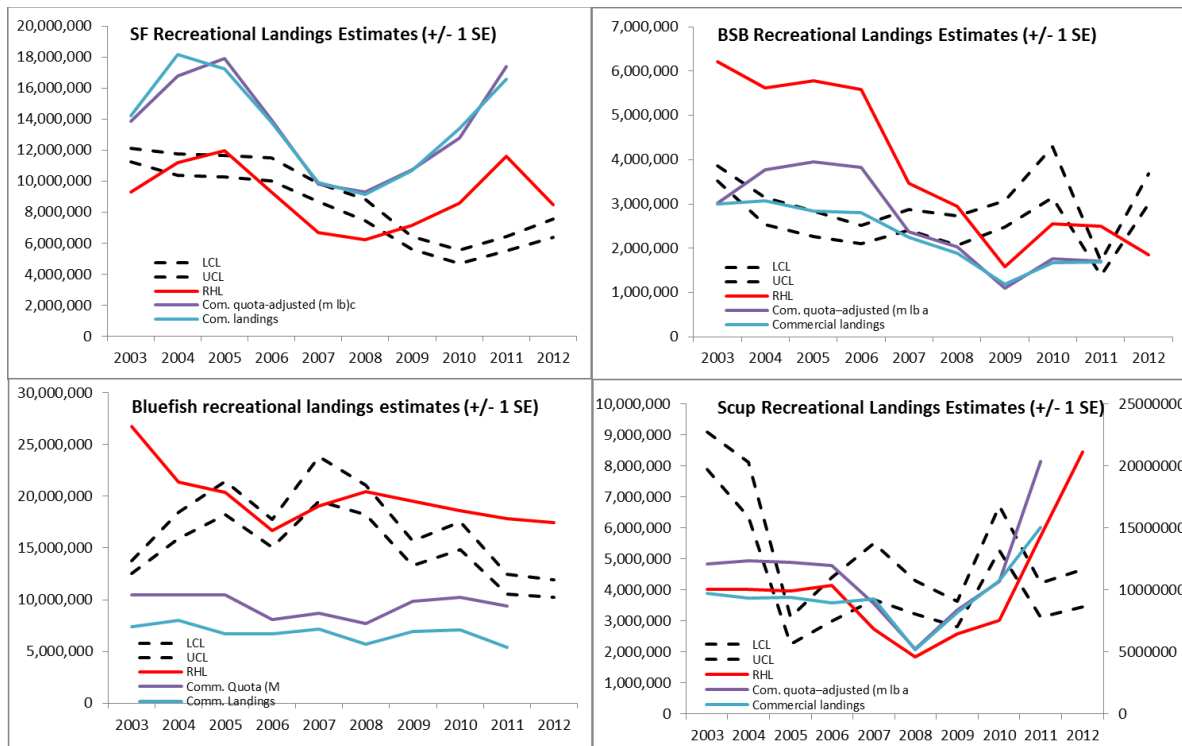 SF Recreational Landings Estimates (+/- 1 SE)
20,000,000
18,000,000
16,000,000
14,000,000
12,000,000
10,000,000
8,000,000
6,000,000
4,000,000
2,000,000
0
LCL
UCL
RHL
Com. quota-adjusted (m lb)c
Com. landings
2003 2004 2005 2006 2007 2008 2009 2010 2011 2012
BSB Recreational Landings Estimates (+/- 1 SE)
7,000,000
6,000,000
5,000,000
4,000,000
3,000,000
2,000,000
1,000,000
0
LCL
UCL
RHL
Com. quota–adjusted (m lb a
Commercial landings
2003 2004 2005 2006 2007 2008 2009 2010 2011 2012
Bluefish recreational landings estimates (+/- 1 SE)
30,000,000
25,000,000
20,000,000
15,000,000
10,000,000
5,000,000
0
LCL
UCL
RHL
Comm. Quota (M
Comm. Landings
2003 2004 2005 2006 2007 2008 2009 2010 2011 2012
Scup Recreational Landings Estimates (+/- 1 SE)
10,000,000
9,000,000
8,000,000
7,000,000
6,000,000
5,000,000
4,000,000
3,000,000
2,000,000
1,000,000
0
25000000
20000000
15000000
10000000
5000000
0
LCL
UCL
RHL
Com. quota–adjusted (m lb a
Commercial landings
2003 2004 2005 2006 2007 2008 2009 2010 2011 2012